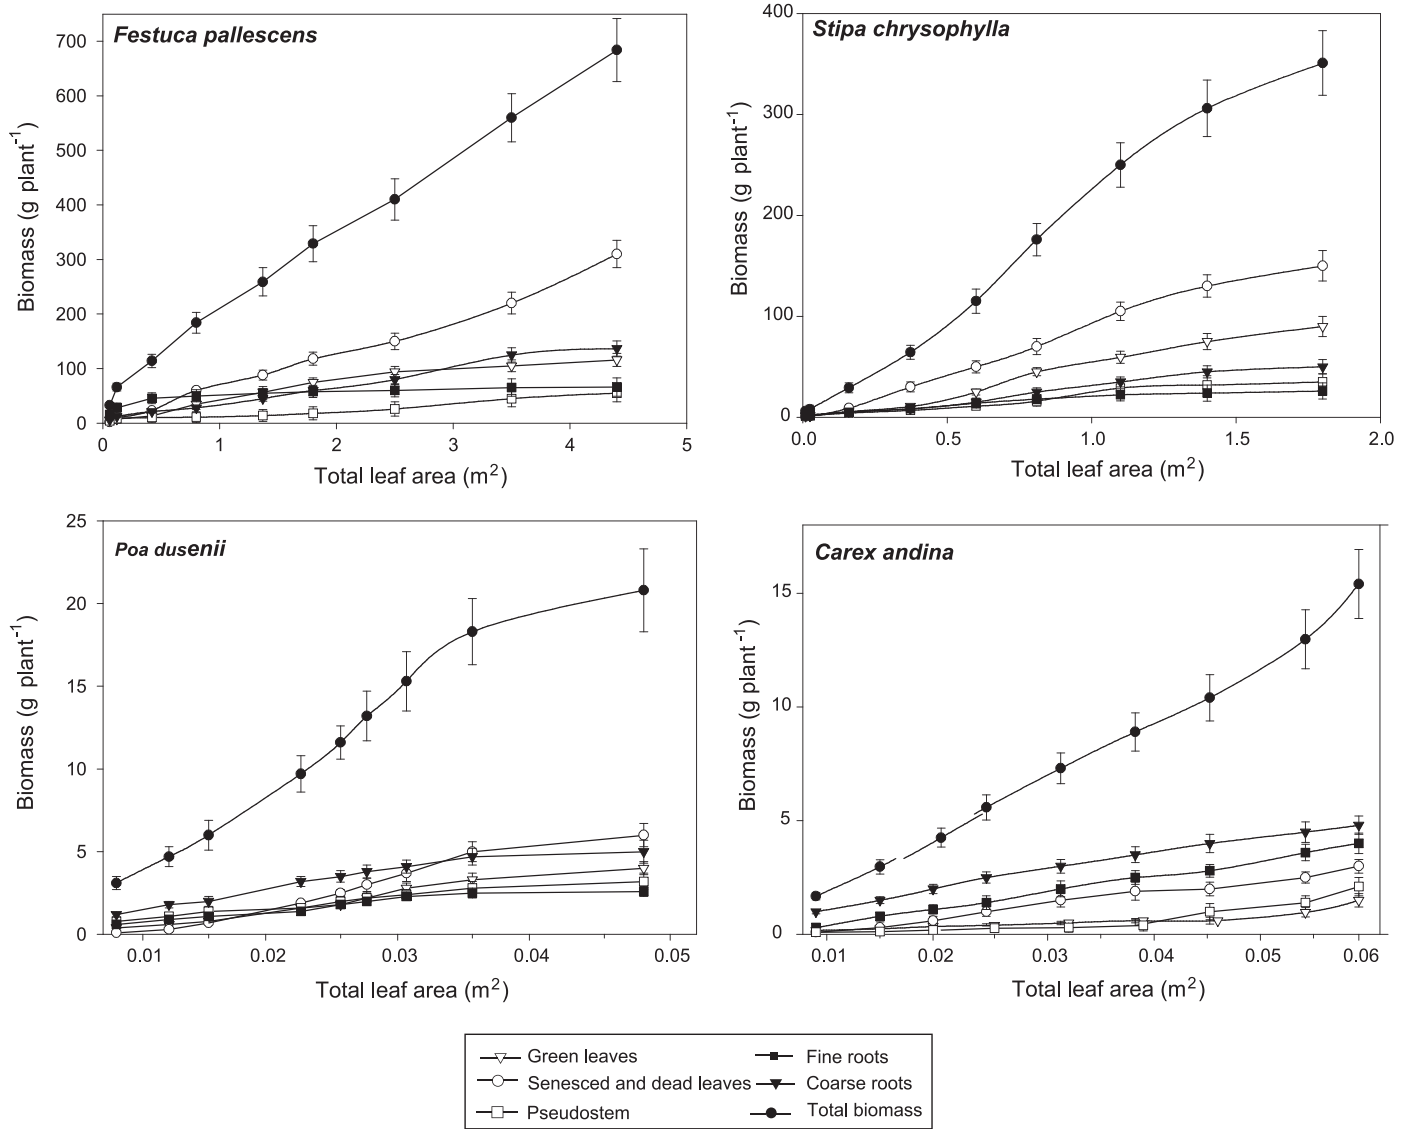 Festuca pallescens
Biomass (g plant⁻¹)
700
600
500
400
300
200
100
0
0 1 2 3 4 5
Total leaf area (m²)
Stipa chrysophylla
Biomass (g plant⁻¹)
400
300
200
100
0
0.0 0.5 1.0 1.5 2.0
Total leaf area (m²)
Poa dusenii
Biomass (g plant⁻¹)
25
20
15
10
5
0
0.01 0.02 0.03 0.04 0.05
Total leaf area (m²)
Carex andina
Biomass (g plant⁻¹)
15
10
5
0
0.01 0.02 0.03 0.04 0.05 0.06
Total leaf area (m²)
Green leaves
Senesced and dead leaves
Pseudostem
Fine roots
Coarse roots
Total biomass